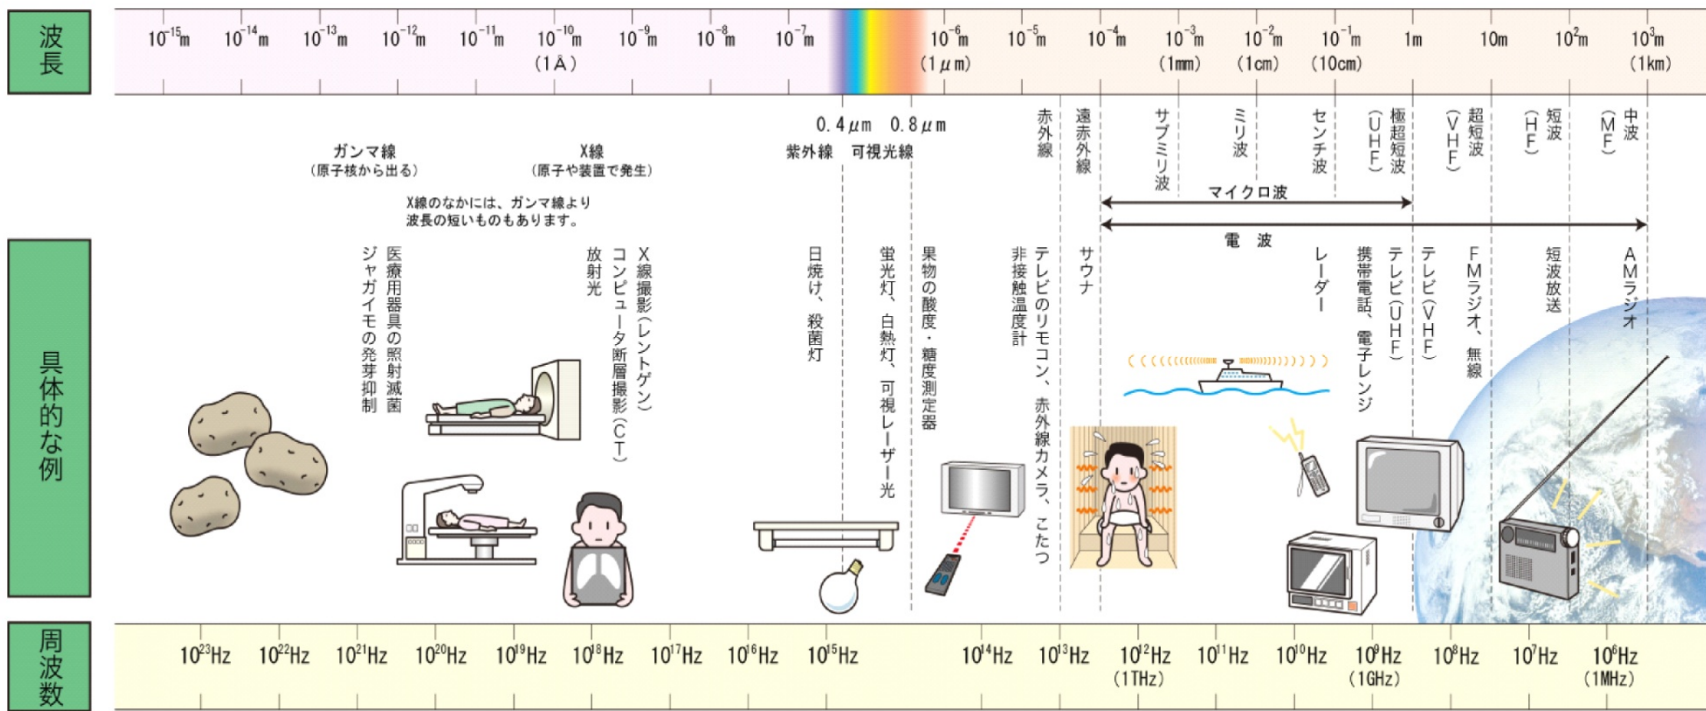 波長
10⁻¹⁵m 10⁻¹⁴m 10⁻¹³m 10⁻¹²m 10⁻¹¹m 10⁻¹⁰m 10⁻⁹m 10⁻⁸m 10⁻⁷m 10⁻⁶m 10⁻⁵m 10⁻⁴m 10⁻³m 10⁻²m 10⁻¹m 1m 10m 10²m 10³m
(1Å) (1μm) (1mm) (1cm) (10cm) (1km)
0.4μm 0.8μm
ガンマ線
(原子核から出る)
X線
(原子や装置で発生)
紫外線 可視光線
赤外線
遠赤外線
サブミリ波
ミリ波
センチ波
極超短波
(UHF)
超短波
(VHF)
短波
(HF)
中波
(MF)
X線のなかには、ガンマ線より
波長の短いものもあります。
マイクロ波
電 波
具体的な例
医療用器具の照射滅菌
ジャガイモの発芽抑制
X線撮影(レントゲン)
コンピュータ断層撮影(CT)
放射光
日焼け、殺菌灯
蛍光灯、白熱灯、可視レーザー光
果物の酸度・糖度測定器
テレビのリモコン、赤外線カメラ、こたつ
非接触温度計
サウナ
レーダー
テレビ(UHF)
携帯電話、電子レンジ
テレビ(VHF)
FMラジオ、無線
短波放送
AMラジオ
周波数
10²³Hz 10²²Hz 10²¹Hz 10²⁰Hz 10¹⁹Hz 10¹⁸Hz 10¹⁷Hz 10¹⁶Hz 10¹⁵Hz 10¹⁴Hz 10¹³Hz 10¹²Hz 10¹¹Hz 10¹⁰Hz 10⁹Hz 10⁸Hz 10⁷Hz 10⁶Hz
(1THz) (1GHz) (1MHz)